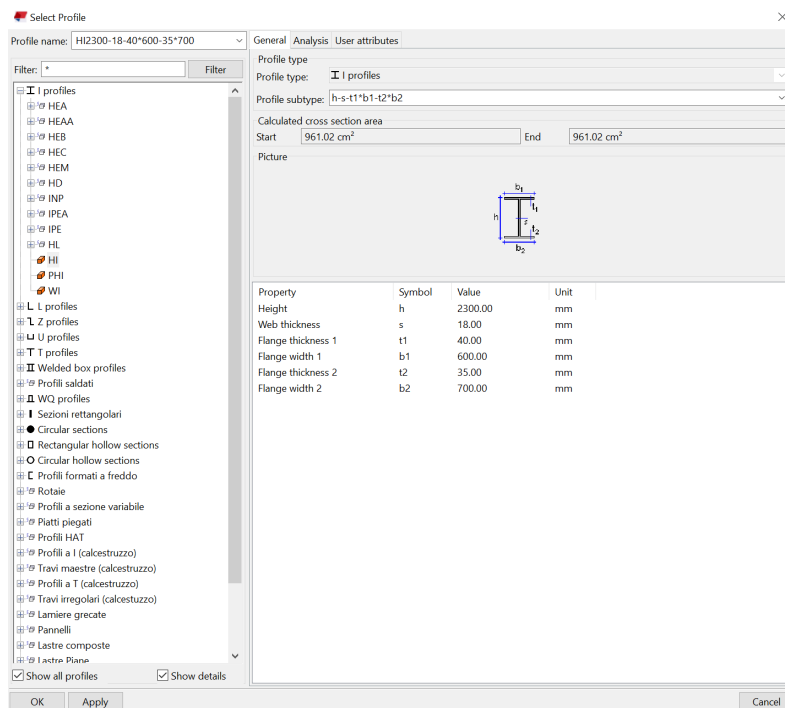 Select Profile
Profile name: HI2300-18-40*600-35*700
Filter: * Filter
I profiles
HEA
HEAA
HEB
HEC
HEM
HD
INP
IPEA
IPE
HL
HI
PHI
WI
L profiles
Z profiles
U profiles
T profiles
Welded box profiles
Profili saldati
WQ profiles
Sezioni rettangolari
Circular sections
Rectangular hollow sections
Circular hollow sections
Profili formati a freddo
Rotaie
Profili a sezione variabile
Piatti piegati
Profili HAT
Profili a I (calcestruzzo)
Travi maestre (calcestruzzo)
Profili a T (calcestruzzo)
Travi irregolari (calcestuzzo)
Lamiere grecate
Pannelli
Lastre composte
Lastre Piane
Show all profiles Show details
General Analysis User attributes
Profile type
Profile type: I profiles
Profile subtype: h-s-t1*b1-t2*b2
Calculated cross section area
Start 961.02 cm² End 961.02 cm²
Picture
b1
t1
h s
t2
b2
Property Symbol Value Unit
Height h 2300.00 mm
Web thickness s 18.00 mm
Flange thickness 1 t1 40.00 mm
Flange width 1 b1 600.00 mm
Flange thickness 2 t2 35.00 mm
Flange width 2 b2 700.00 mm
OK Apply Cancel